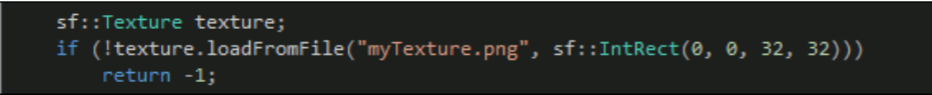 sf::Texture texture;
if (!texture.loadFromFile("myTexture.png", sf::IntRect(0, 0, 32, 32)))
return -1;